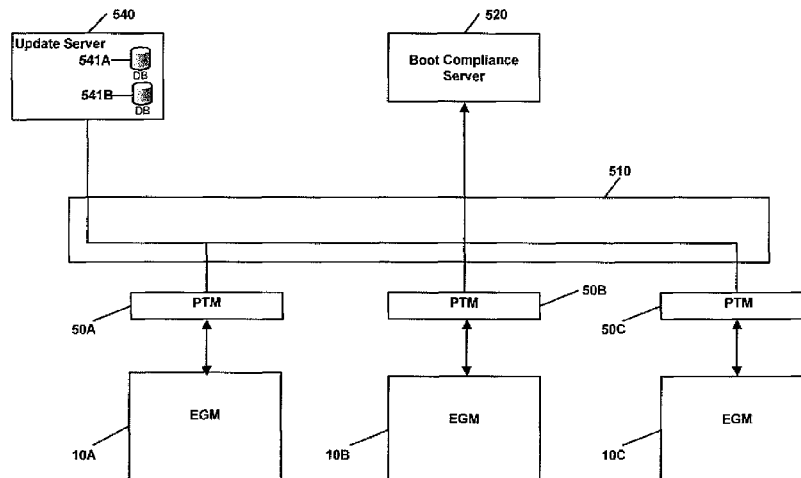 540
520
Update Server
541A
DB
541B
DB
Boot Compliance
Server
510
PTM
PTM
PTM
50A
50B
50C
EGM
EGM
EGM
10A
10B
10C